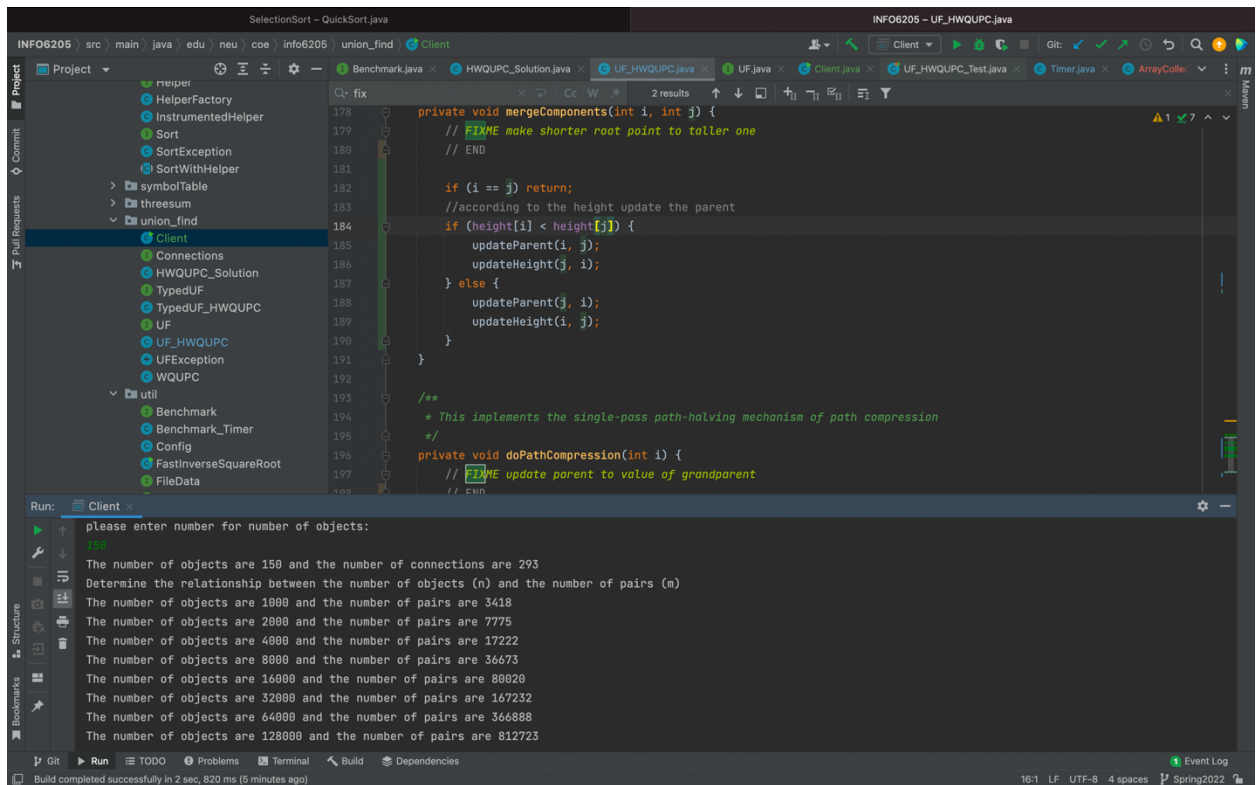 SelectionSort – QuickSort.java
INFO6205 – UF_HWQUPC.java
INFO6205 src main java edu neu coe info6205 union_find Client
Client Git:
Project
Benchmark.java HWQUPC_Solution.java UF_HWQUPC.java UF.java Client.java UF_HWQUPC_Test.java Timer.java ArrayCollec
Project
Commit
Pull Requests
Structure
Bookmarks
Maven
Helper
HelperFactory
InstrumentedHelper
Sort
SortException
SortWithHelper
symbolTable
threesum
union_find
Client
Connections
HWQUPC_Solution
TypedUF
TypedUF_HWQUPC
UF
UF_HWQUPC
UFException
WQUPC
util
Benchmark
Benchmark_Timer
Config
FastInverseSquareRoot
FileData
fix Cc W .* 2 results
1 7
178 private void mergeComponents(int i, int j) {
179 // FIXME make shorter root point to taller one
180 // END
181
182 if (i == j) return;
183 //according to the height update the parent
184 if (height[i] < height[j]) {
185 updateParent(i, j);
186 updateHeight(j, i);
187 } else {
188 updateParent(j, i);
189 updateHeight(i, j);
190 }
191 }
192
193 /**
194 * This implements the single-pass path-halving mechanism of path compression
195 */
196 private void doPathCompression(int i) {
197 // FIXME update parent to value of grandparent
198 // END
Run: Client
please enter number for number of objects:
150
The number of objects are 150 and the number of connections are 293
Determine the relationship between the number of objects (n) and the number of pairs (m)
The number of objects are 1000 and the number of pairs are 3418
The number of objects are 2000 and the number of pairs are 7775
The number of objects are 4000 and the number of pairs are 17222
The number of objects are 8000 and the number of pairs are 36673
The number of objects are 16000 and the number of pairs are 80020
The number of objects are 32000 and the number of pairs are 167232
The number of objects are 64000 and the number of pairs are 366888
The number of objects are 128000 and the number of pairs are 812723
Git Run TODO Problems Terminal Build Dependencies 1 Event Log
Build completed successfully in 2 sec, 820 ms (5 minutes ago) 16:1 LF UTF-8 4 spaces Spring2022